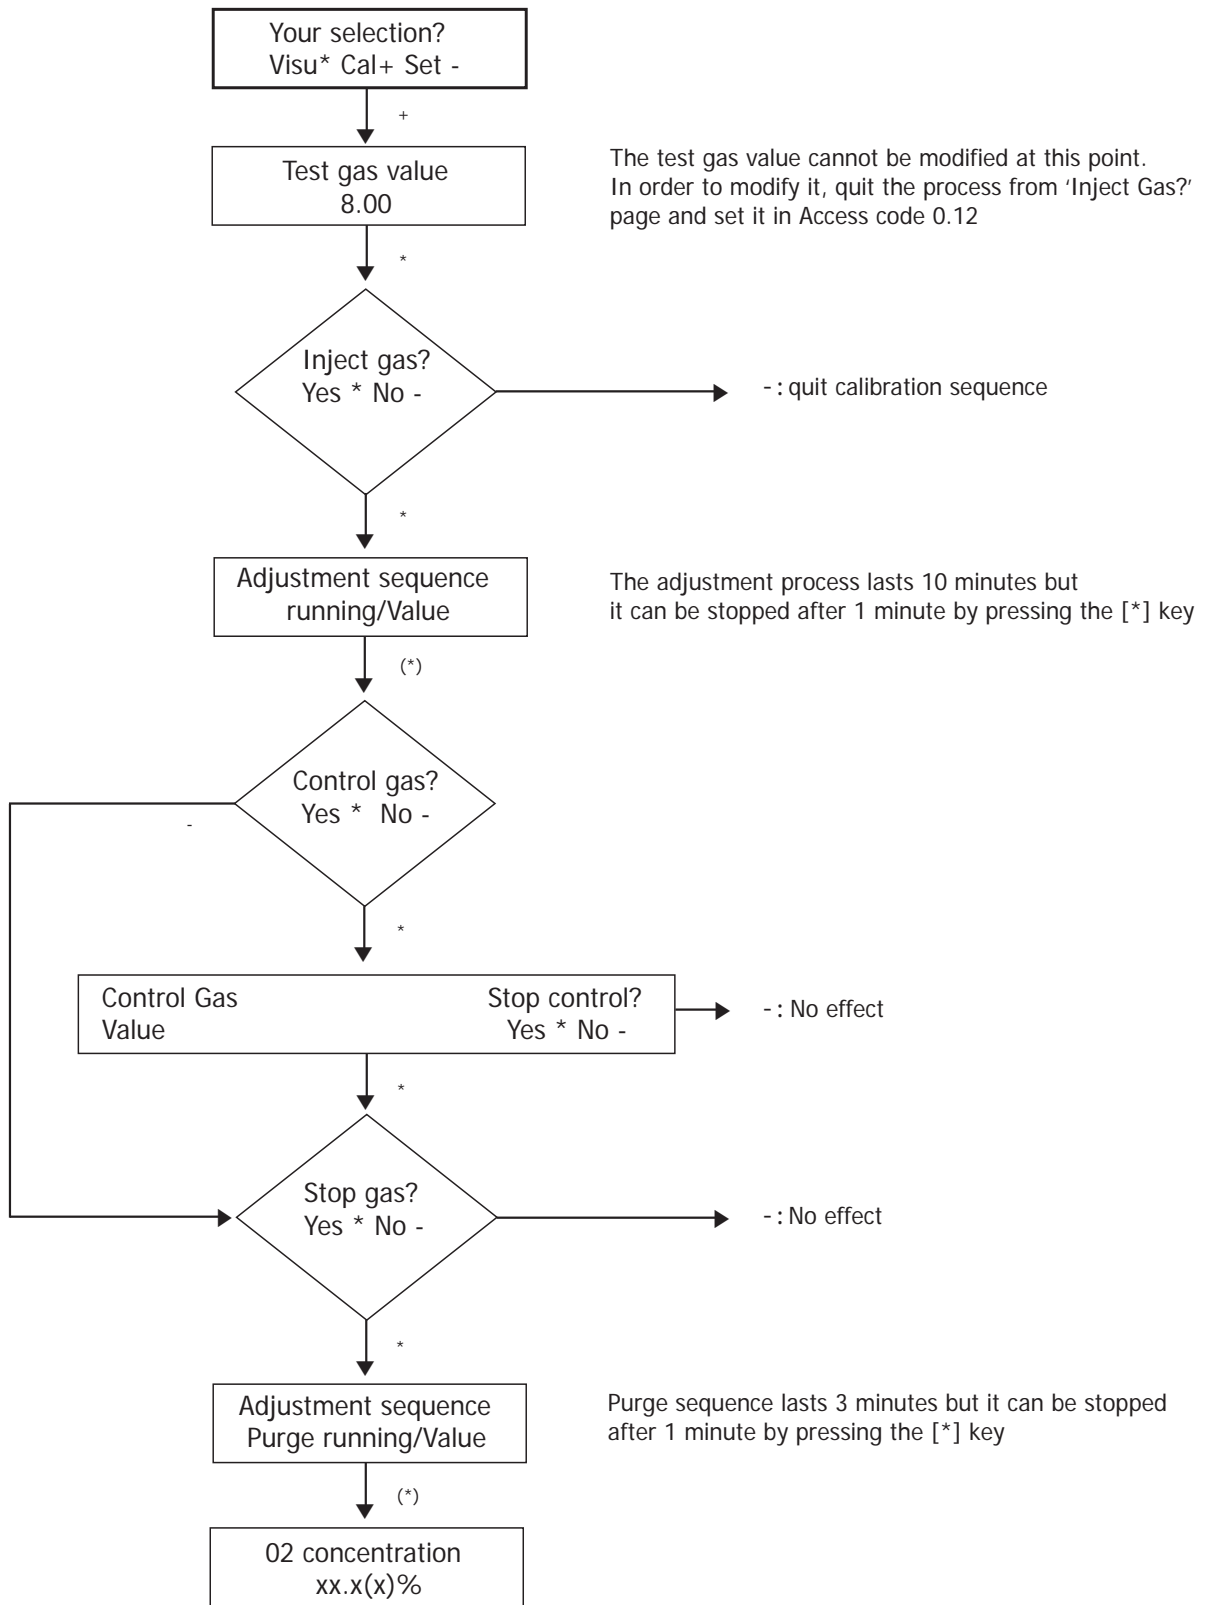 Your selection?
Visu* Cal+ Set -
+
Test gas value
8.00
The test gas value cannot be modified at this point.
In order to modify it, quit the process from ‘Inject Gas?’
page and set it in Access code 0.12
*
Inject gas?
Yes * No -
- : quit calibration sequence
*
Adjustment sequence
running/Value
The adjustment process lasts 10 minutes but
it can be stopped after 1 minute by pressing the [*] key
(*)
Control gas?
Yes * No -
-
*
Control Gas
Value
Stop control?
Yes * No -
- : No effect
*
Stop gas?
Yes * No -
- : No effect
*
Adjustment sequence
Purge running/Value
Purge sequence lasts 3 minutes but it can be stopped
after 1 minute by pressing the [*] key
(*)
02 concentration
xx.x(x)%